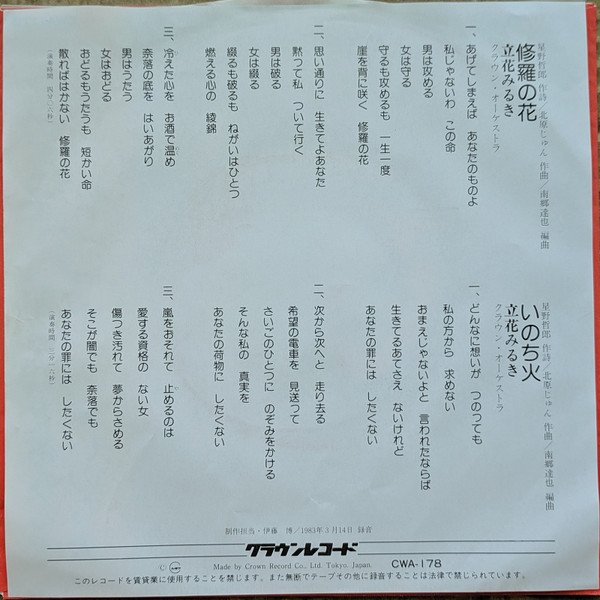 修羅の花
星野哲郎 作詩／北原じゅん 作曲／南郷達也 編曲
立花みるき
クラウン・オーケストラ
一、あげてしまえば あなたのものよ
私じゃないわ この命
男は攻める
女は守る
守るも攻めるも 一生一度
崖を背に咲く 修羅の花
二、思い通りに 生きてよあなた
黙って私 ついて行く
男は破る
女は綴る
綴るも破るも ねがいはひとつ
燃える心の 綾錦
三、冷えた心を お酒で温め
奈落の底を はいあがり
男はうたう
女はおどる
おどるもうたうも 短かい命
散ればはかない 修羅の花
(演奏時間 四分〇六秒)
いのち火
星野哲郎 作詩／北原じゅん 作曲／南郷達也 編曲
立花みるき
クラウン・オーケストラ
一、どんなに想いが つのっても
私の方から 求めない
おまえじゃないよと 言われたならば
生きてるあてさえ ないけれど
あなたの罪には したくない
二、次から次へと 走り去る
希望の電車を 見送って
さいごのひとつに のぞみをかける
そんな私の 真実を
あなたの荷物に したくない
三、嵐をおそれて 止めるのは
愛する資格の ない女
傷つき汚れて 夢からさめる
そこが闇でも 奈落でも
あなたの罪には したくない
制作担当・伊藤 博／1983年3月14日 録音
クラウンレコード
Made by Crown Record Co., Ltd. Tokyo, Japan.
CWA-178
このレコードを賃貸業に使用することを禁じます。また無断でテープその他に録音することは法律で禁じられています。